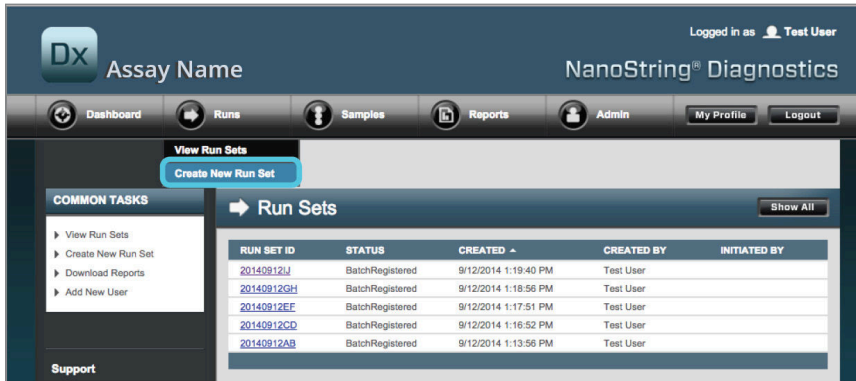 Logged in as Test User
Dx Assay Name
NanoString® Diagnostics
Dashboard Runs Samples Reports Admin My Profile Logout
View Run Sets
Create New Run Set
COMMON TASKS
View Run Sets
Create New Run Set
Download Reports
Add New User
Support
Run Sets Show All
RUN SET ID STATUS CREATED CREATED BY INITIATED BY
20140912IJ BatchRegistered 9/12/2014 1:19:40 PM Test User
20140912GH BatchRegistered 9/12/2014 1:18:56 PM Test User
20140912EF BatchRegistered 9/12/2014 1:17:51 PM Test User
20140912CD BatchRegistered 9/12/2014 1:16:52 PM Test User
20140912AB BatchRegistered 9/12/2014 1:13:56 PM Test User